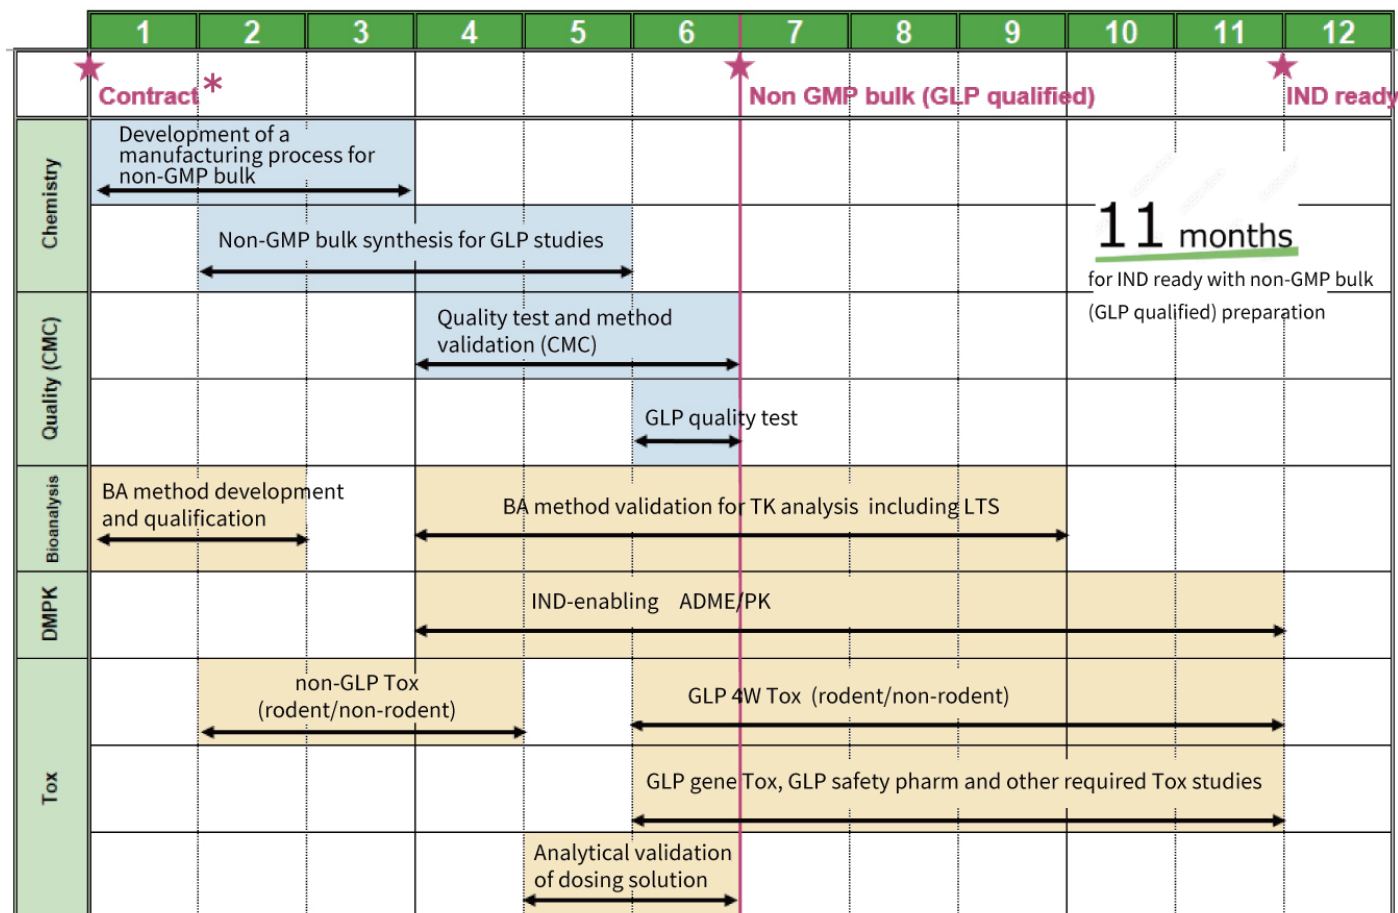 1 2 3 4 5 6 7 8 9 10 11 12
Contract*
Non GMP bulk (GLP qualified)
IND ready
Chemistry
Development of a
manufacturing process for
non-GMP bulk
Non-GMP bulk synthesis for GLP studies
11 months
for IND ready with non-GMP bulk
(GLP qualified) preparation
Quality (CMC)
Quality test and method
validation (CMC)
GLP quality test
Bioanalysis
BA method development
and qualification
BA method validation for TK analysis including LTS
DMPK
IND-enabling ADME/PK
Tox
non-GLP Tox
(rodent/non-rodent)
GLP 4W Tox (rodent/non-rodent)
GLP gene Tox, GLP safety pharm and other required Tox studies
Analytical validation
of dosing solution